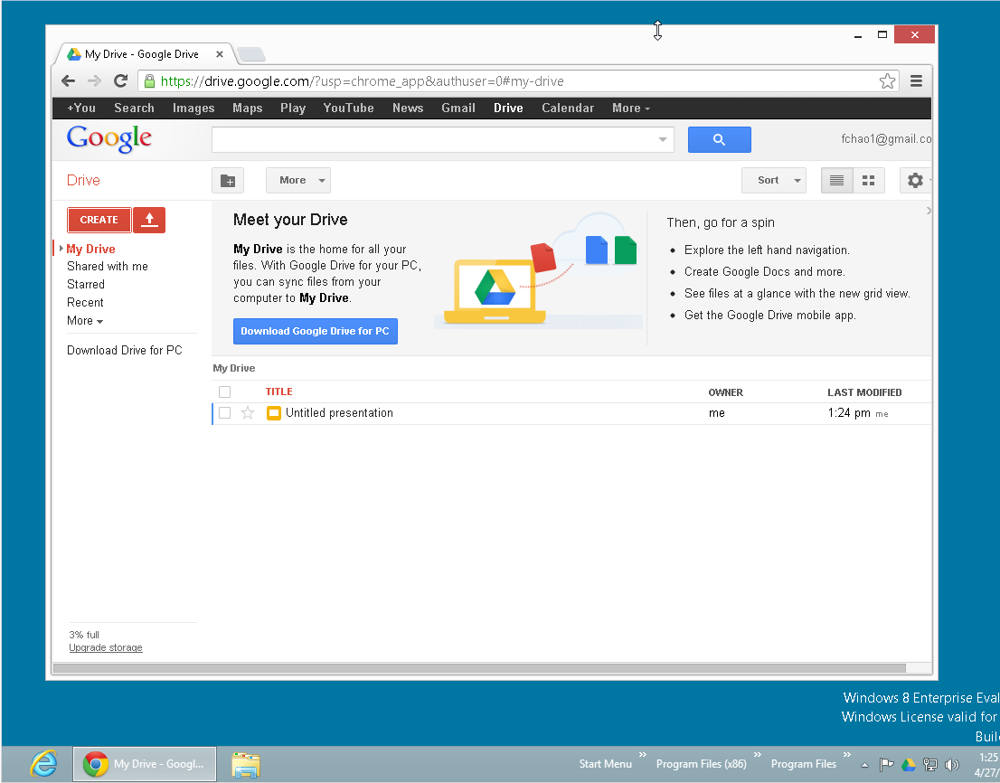 My Drive - Google Drive
https://drive.google.com/?usp=chrome_app&authuser=0#my-drive
+You Search Images Maps Play YouTube News Gmail Drive Calendar More
Google
fchao1@gmail.co
Drive
More
Sort
CREATE
My Drive
Shared with me
Starred
Recent
More
Download Drive for PC
Meet your Drive
My Drive is the home for all your
files. With Google Drive for your PC,
you can sync files from your
computer to My Drive.
Download Google Drive for PC
Then, go for a spin
Explore the left hand navigation.
Create Google Docs and more.
See files at a glance with the new grid view.
Get the Google Drive mobile app.
My Drive
TITLE OWNER LAST MODIFIED
Untitled presentation me 1:24 pm me
3% full
Upgrade storage
Windows 8 Enterprise Eval
Windows License valid for
Build
My Drive - Googl...
Start Menu
Program Files (x86)
Program Files
1:25
4/27/